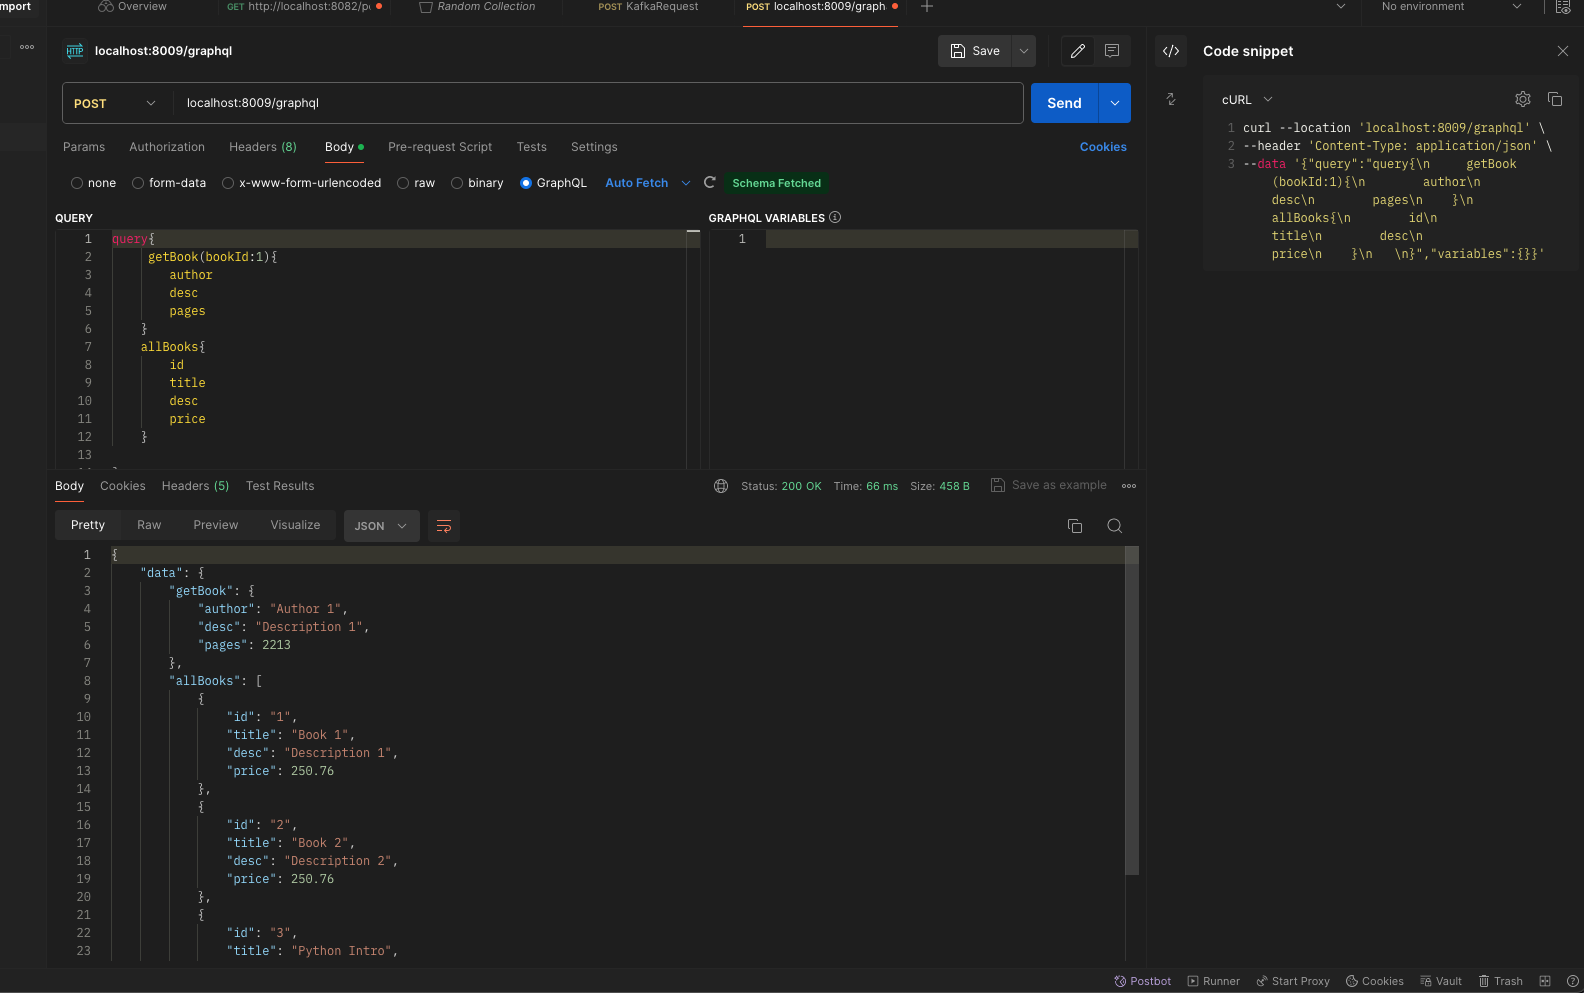 mport
Overview
GET http://localhost:8082/p
Random Collection
POST KafkaRequest
POST localhost:8009/graph
No environment
HTTP localhost:8009/graphql
Save
Code snippet
POST localhost:8009/graphql
Send
cURL
Params Authorization Headers (8) Body Pre-request Script Tests Settings Cookies
none form-data x-www-form-urlencoded raw binary GraphQL Auto Fetch Schema Fetched
1 curl --location 'localhost:8009/graphql' \
2 --header 'Content-Type: application/json' \
3 --data '{"query":"query{\n getBook
(bookId:1){\n author\n
desc\n pages\n }\n
allBooks{\n id\n
title\n desc\n
price\n }\n \n}","variables":{}}'
QUERY
1 query{
2 getBook(bookId:1){
3 author
4 desc
5 pages
6 }
7 allBooks{
8 id
9 title
10 desc
11 price
12 }
13
GRAPHQL VARIABLES
1
Body Cookies Headers (5) Test Results
Status: 200 OK Time: 66 ms Size: 458 B Save as example
Pretty Raw Preview Visualize JSON
1 {
2 "data": {
3 "getBook": {
4 "author": "Author 1",
5 "desc": "Description 1",
6 "pages": 2213
7 },
8 "allBooks": [
9 {
10 "id": "1",
11 "title": "Book 1",
12 "desc": "Description 1",
13 "price": 250.76
14 },
15 {
16 "id": "2",
17 "title": "Book 2",
18 "desc": "Description 2",
19 "price": 250.76
20 },
21 {
22 "id": "3",
23 "title": "Python Intro",
Postbot Runner Start Proxy Cookies Vault Trash